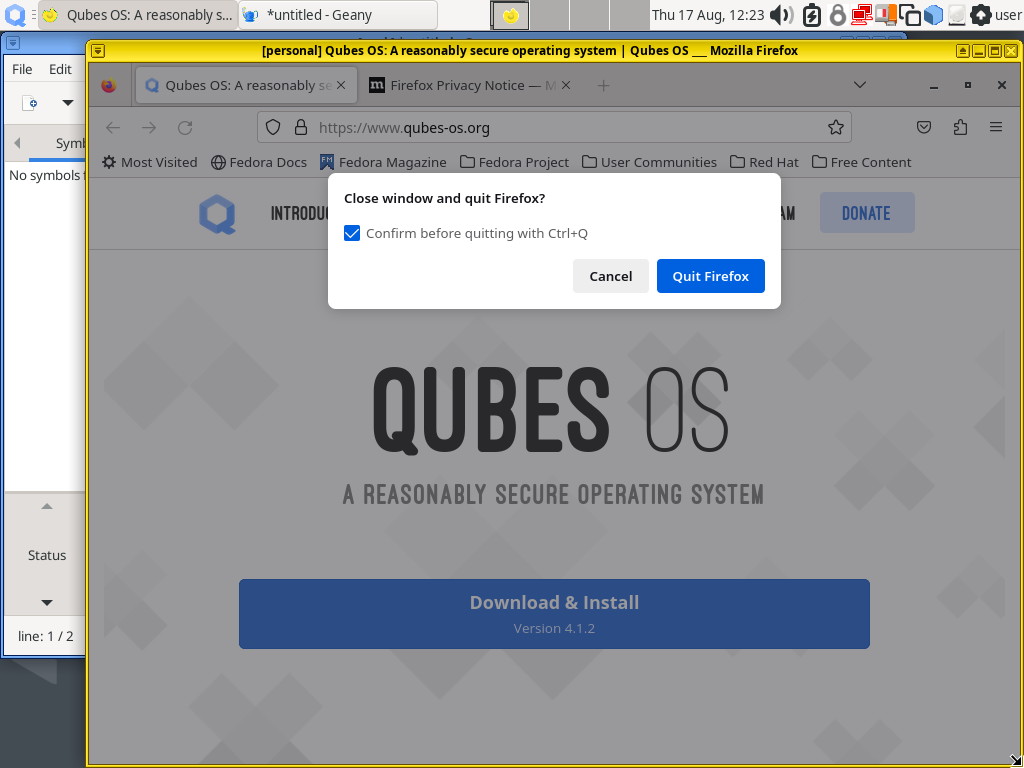 Qubes OS: A reasonably s...
*untitled - Geany
Thu 17 Aug, 12:23
user
[personal] Qubes OS: A reasonably secure operating system | Qubes OS __ Mozilla Firefox
File Edit
Qubes OS: A reasonably se
Firefox Privacy Notice — M
https://www.qubes-os.org
Symb
Most Visited
Fedora Docs
Fedora Magazine
Fedora Project
User Communities
Red Hat
Free Content
No symbols f
Close window and quit Firefox?
INTRODU
AM
DONATE
Confirm before quitting with Ctrl+Q
Cancel
Quit Firefox
QUBES OS
A REASONABLY SECURE OPERATING SYSTEM
Status
Download & Install
Version 4.1.2
line: 1 / 2